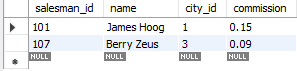 salesman_id name city_id commission
101 James Hoog 1 0.15
107 Berry Zeus 3 0.09
NULL NULL NULL NULL